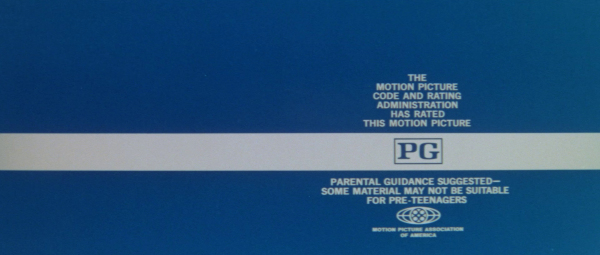 THE
MOTION PICTURE
CODE AND RATING
ADMINISTRATION
HAS RATED
THIS MOTION PICTURE
PG
PARENTAL GUIDANCE SUGGESTED—
SOME MATERIAL MAY NOT BE SUITABLE
FOR PRE-TEENAGERS
MOTION PICTURE ASSOCIATION
OF AMERICA